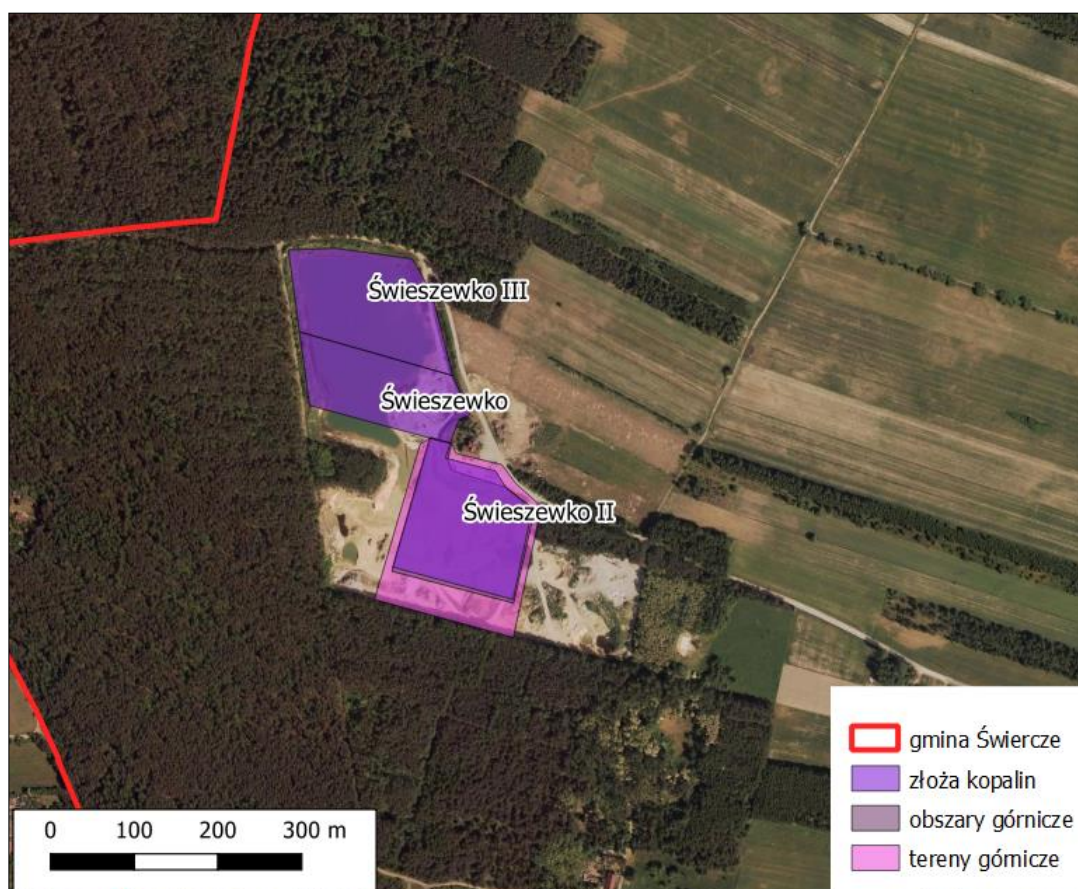 Świeszewko III
Świeszewko
Świeszewko II
gmina Świercze
złoża kopalin
obszary górnicze
tereny górnicze
0 100 200 300 m